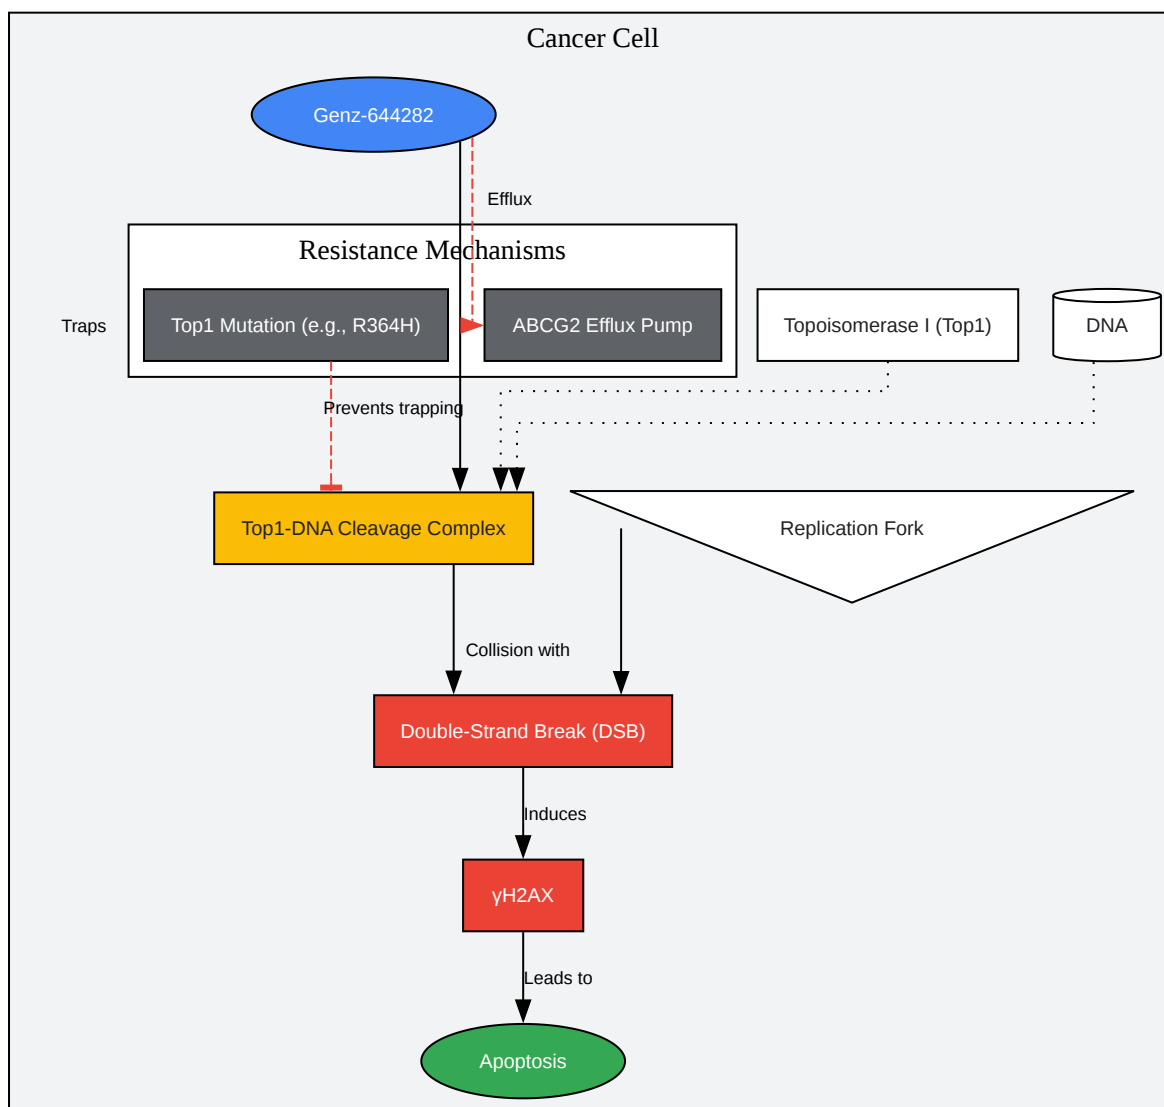 Cancer Cell
Genz-644282
Efflux
Resistance Mechanisms
Traps
Top1 Mutation (e.g., R364H)
ABCG2 Efflux Pump
Topoisomerase I (Top1)
DNA
Prevents trapping
Top1-DNA Cleavage Complex
Replication Fork
Collision with
Double-Strand Break (DSB)
Induces
γH2AX
Leads to
Apoptosis